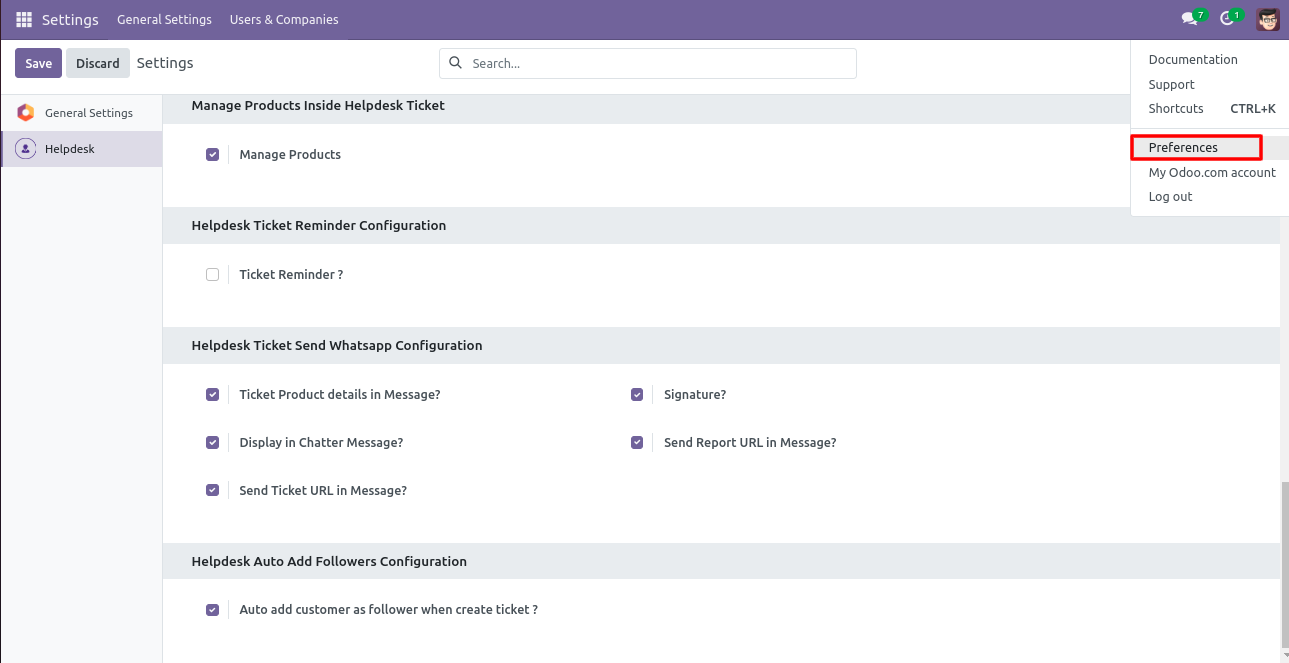 Settings General Settings Users & Companies 7 1
Save Discard Settings Search...
Documentation
Support
Shortcuts CTRL+K
Preferences
My Odoo.com account
Log out
General Settings
Helpdesk
Manage Products Inside Helpdesk Ticket
Manage Products
Helpdesk Ticket Reminder Configuration
Ticket Reminder ?
Helpdesk Ticket Send Whatsapp Configuration
Ticket Product details in Message? Signature?
Display in Chatter Message? Send Report URL in Message?
Send Ticket URL in Message?
Helpdesk Auto Add Followers Configuration
Auto add customer as follower when create ticket ?